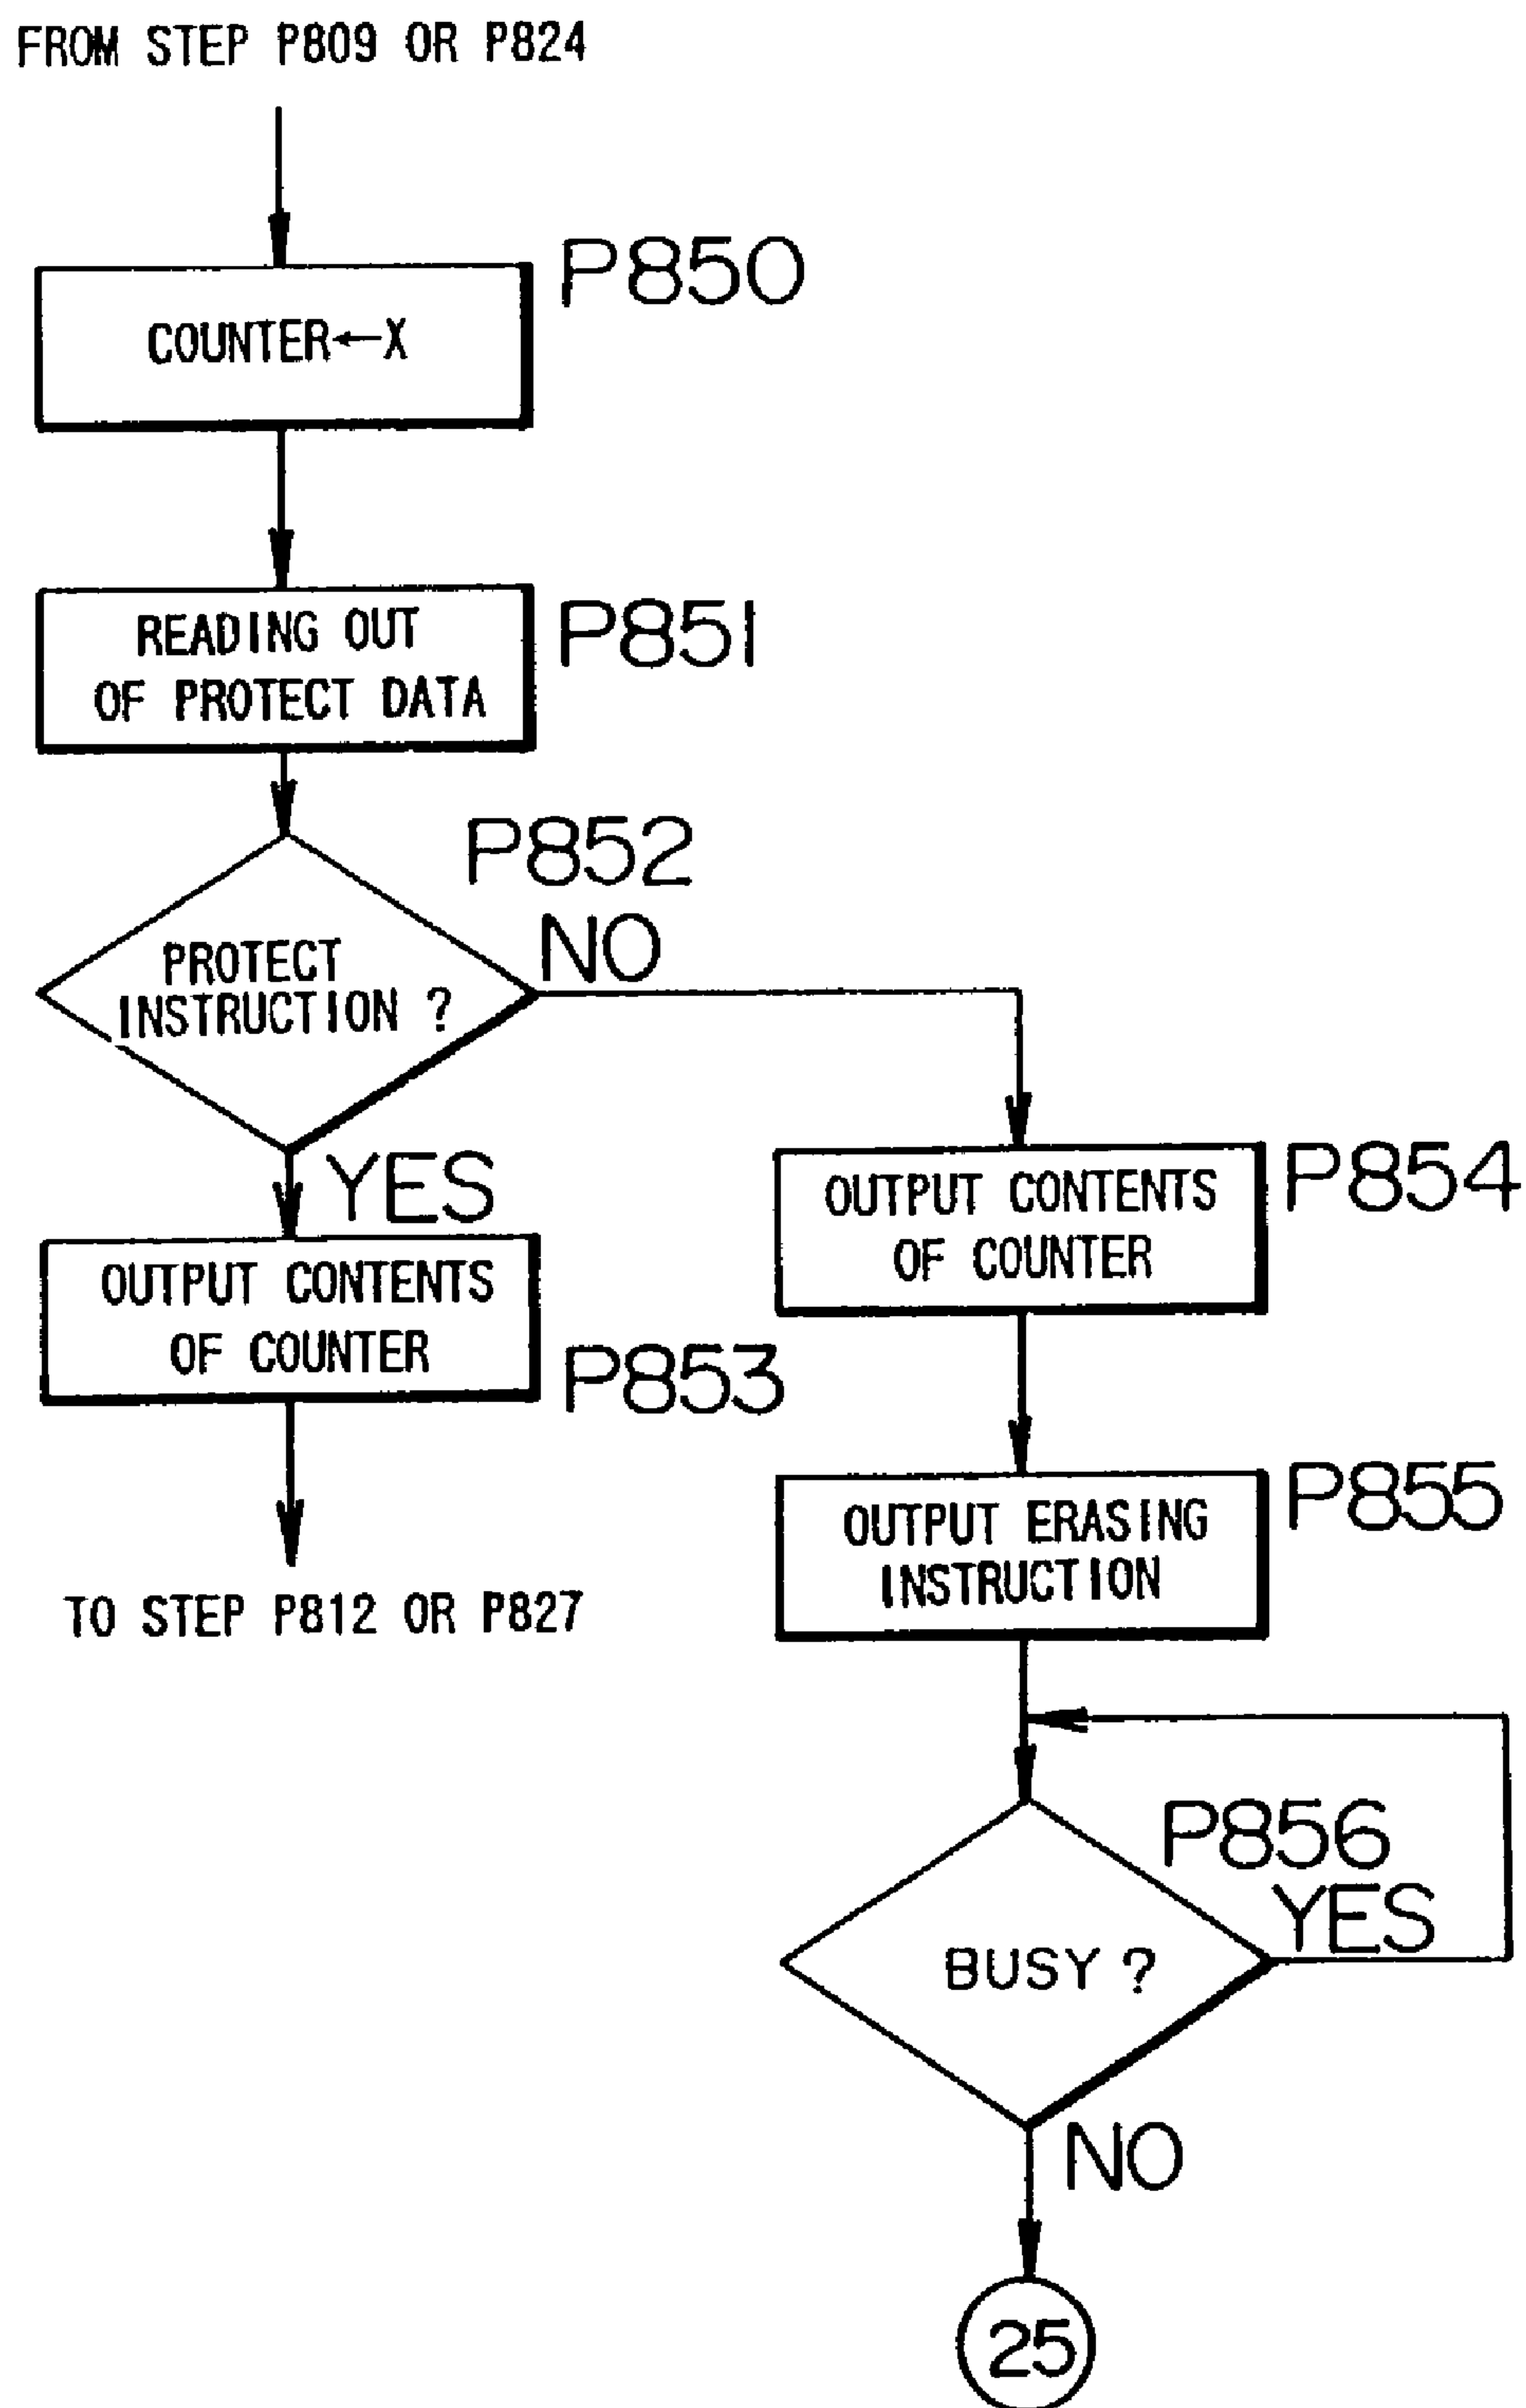 FROM STEP P809 OR P824
P850
COUNTER←X
P851
READING OUT
OF PROTECT DATA
P852
NO
PROTECT
INSTRUCTION ?
YES
OUTPUT CONTENTS
OF COUNTER
P853
TO STEP P812 OR P827
P854
OUTPUT CONTENTS
OF COUNTER
P855
OUTPUT ERASING
INSTRUCTION
P856
YES
BUSY ?
NO
25